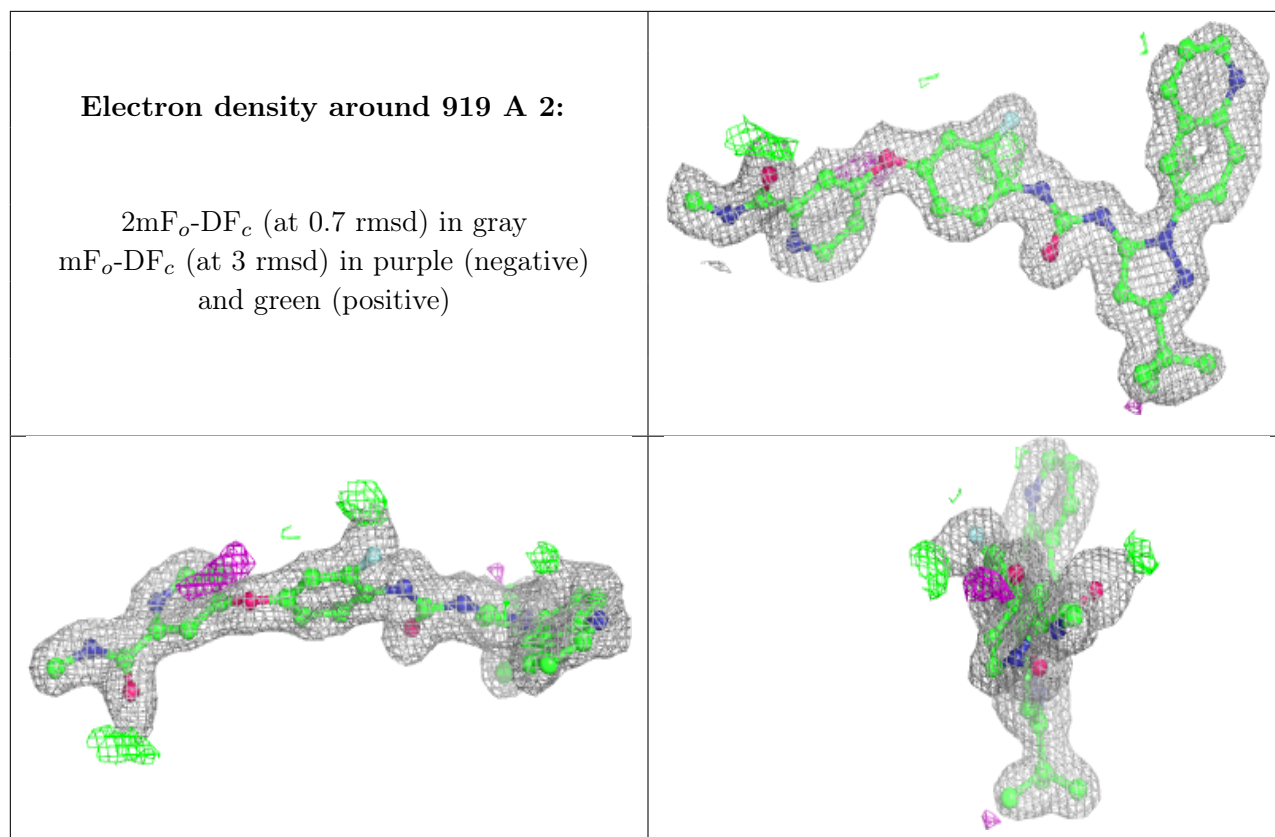 Electron density around 919 A 2:
2mFo-DFc (at 0.7 rmsd) in gray
mFo-DFc (at 3 rmsd) in purple (negative)
and green (positive)